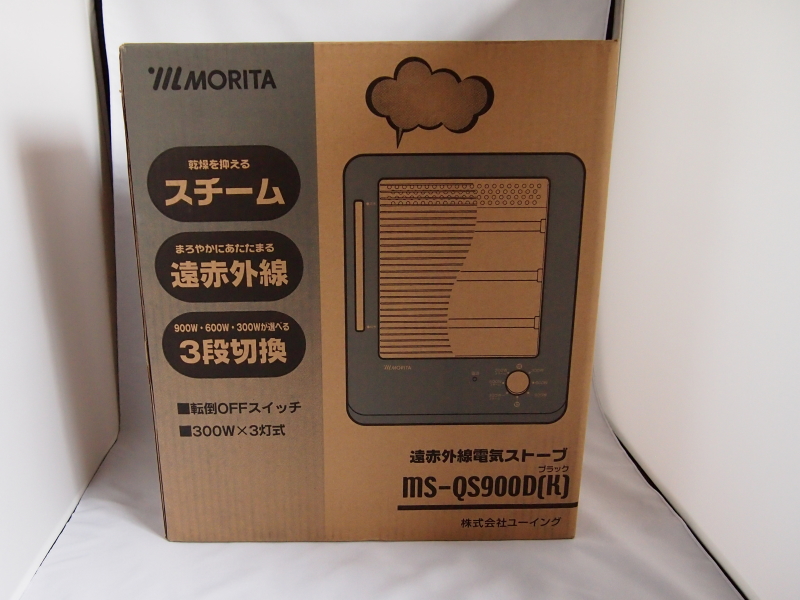 MORITA
乾燥を抑える
スチーム
まろやかにあたたまる
遠赤外線
900W・600W・300Wが選べる
3段切換
■転倒OFFスイッチ
■300W×3灯式
MORITA
遠赤外線電気ストーブ
ブラック
MS-QS900D(K)
株式会社ユーイング